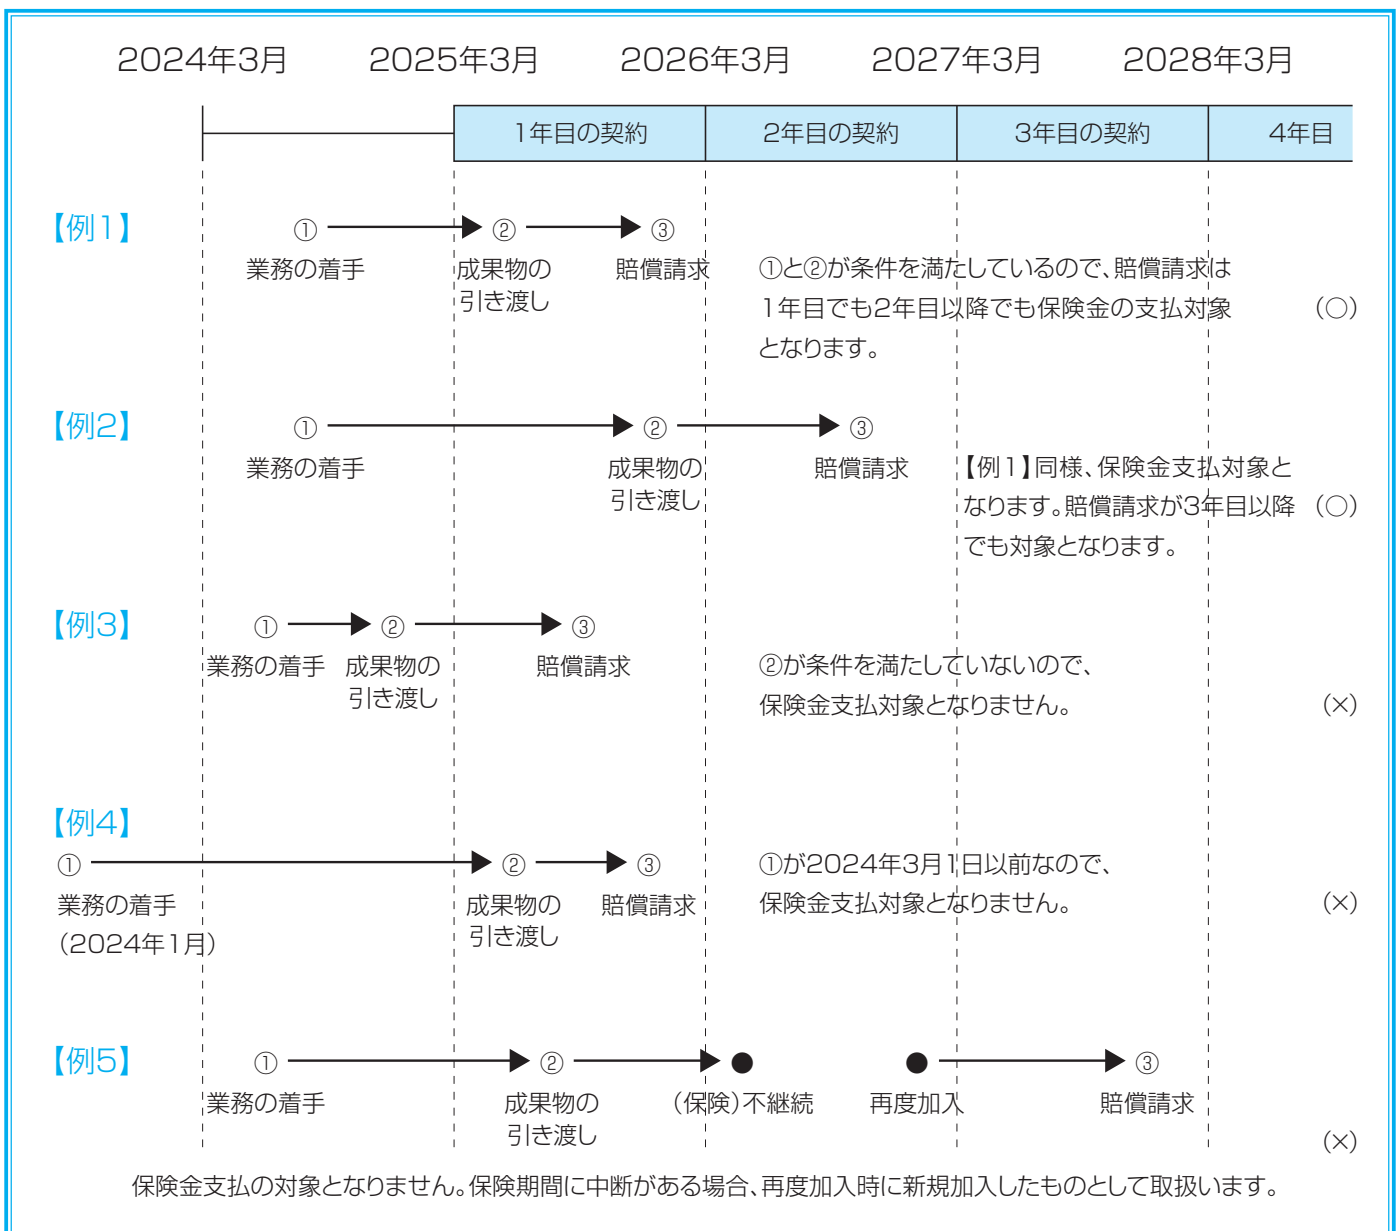 2024年3月 2025年3月 2026年3月 2027年3月 2028年3月
1年目の契約 2年目の契約 3年目の契約 4年目
【例1】 ① ② ③
業務の着手 成果物の 賠償請求
引き渡し
①と②が条件を満たしているので、賠償請求は
1年目でも2年目以降でも保険金の支払対象 (○)
となります。
【例2】 ① ② ③
業務の着手 成果物の 賠償請求
引き渡し
【例1】同様、保険金支払対象と
なります。賠償請求が3年目以降 (○)
でも対象となります。
【例3】 ① ② ③
業務の着手 成果物の 賠償請求
引き渡し
②が条件を満たしていないので、
保険金支払対象となりません。 (×)
【例4】
① ② ③
業務の着手 成果物の 賠償請求
(2024年1月) 引き渡し
①が2024年3月1日以前なので、
保険金支払対象となりません。 (×)
【例5】 ① ② ● ● ③
業務の着手 成果物の (保険)不継続 再度加入 賠償請求
引き渡し
(×)
保険金支払の対象となりません。保険期間に中断がある場合、再度加入時に新規加入したものとして取扱います。